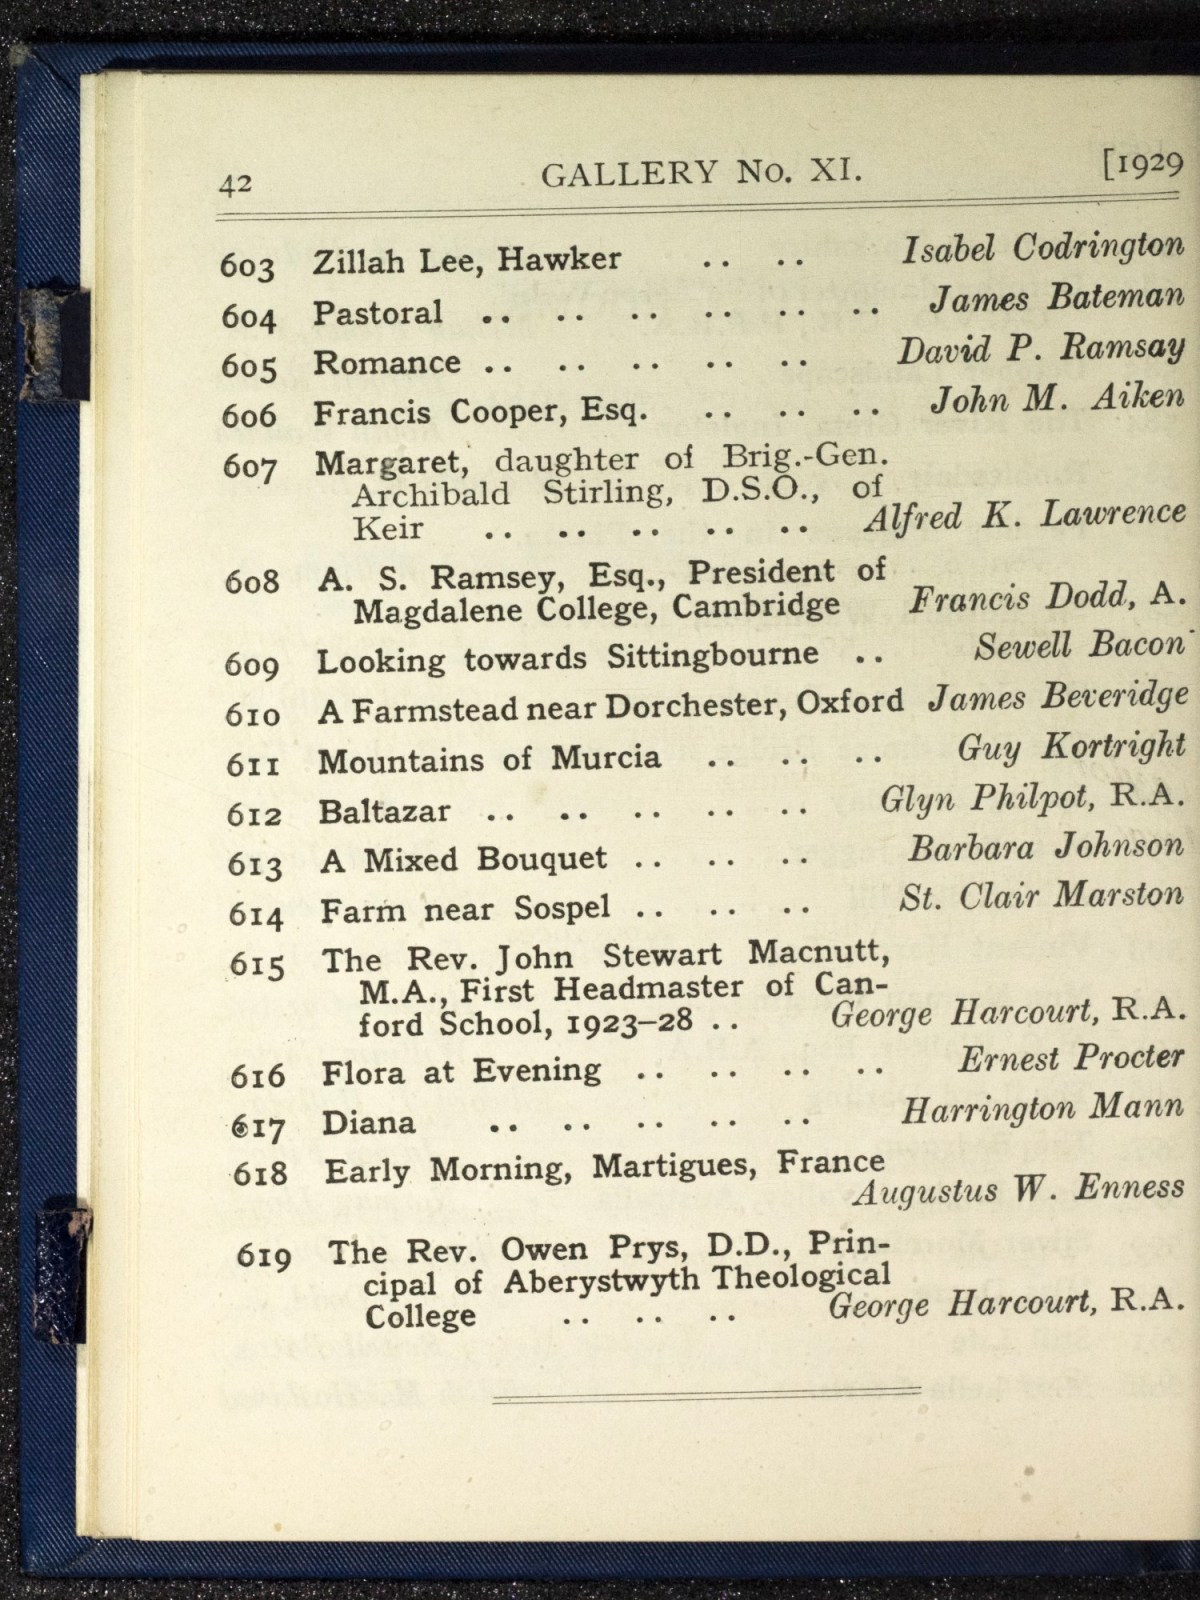 42 GALLERY No. XI. [1929
603 Zillah Lee, Hawker .. .. Isabel Codrington
604 Pastoral .. .. .. .. .. .. James Bateman
605 Romance .. .. .. .. .. David P. Ramsay
606 Francis Cooper, Esq. .. .. .. John M. Aiken
607 Margaret, daughter of Brig.-Gen.
Archibald Stirling, D.S.O., of
Keir .. .. .. .. .. Alfred K. Lawrence
608 A. S. Ramsey, Esq., President of
Magdalene College, Cambridge Francis Dodd, A.
609 Looking towards Sittingbourne .. Sewell Bacon
610 A Farmstead near Dorchester, Oxford James Beveridge
611 Mountains of Murcia .. .. .. Guy Kortright
612 Baltazar .. .. .. .. .. Glyn Philpot, R.A.
613 A Mixed Bouquet .. .. .. Barbara Johnson
614 Farm near Sospel .. .. .. St. Clair Marston
615 The Rev. John Stewart Macnutt,
M.A., First Headmaster of Can-
ford School, 1923–28 .. George Harcourt, R.A.
616 Flora at Evening .. .. .. .. Ernest Procter
617 Diana .. .. .. .. .. Harrington Mann
618 Early Morning, Martigues, France
Augustus W. Enness
619 The Rev. Owen Prys, D.D., Prin-
cipal of Aberystwyth Theological
College .. .. .. George Harcourt, R.A.